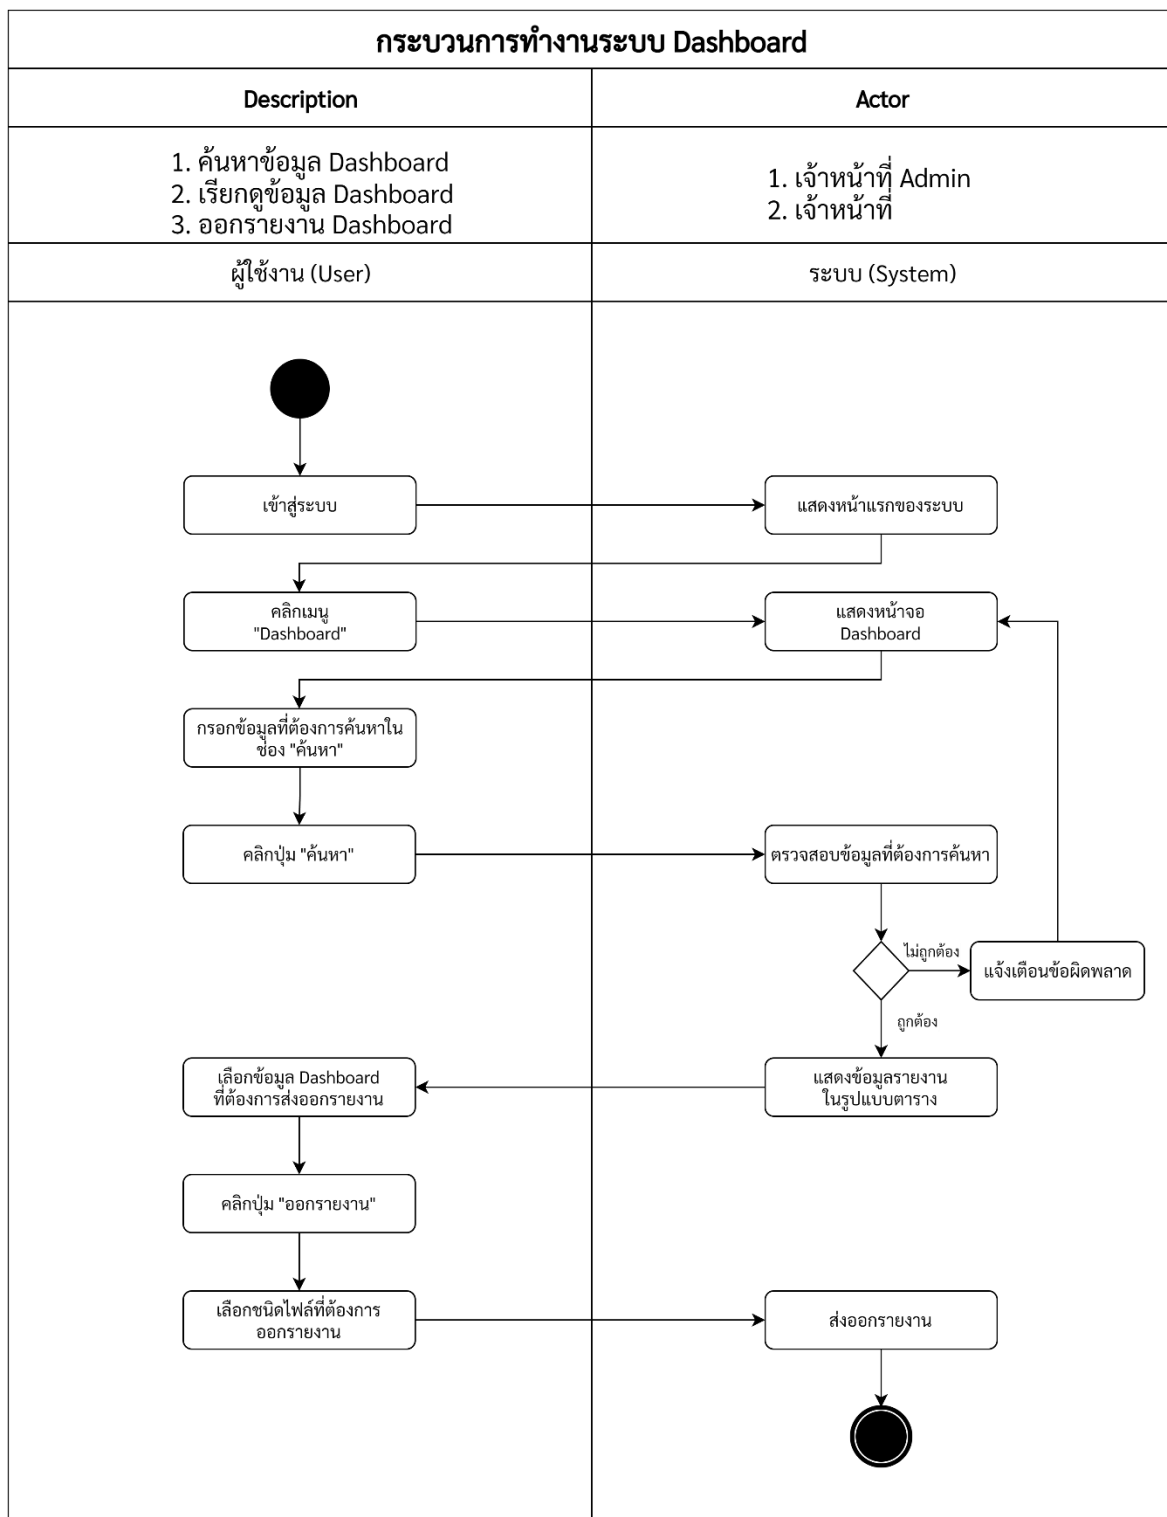 กระบวนการทำงานระบบ Dashboard
Description
Actor
1. ค้นหาข้อมูล Dashboard
2. เรียกดูข้อมูล Dashboard
3. ออกรายงาน Dashboard
1. เจ้าหน้าที่ Admin
2. เจ้าหน้าที่
ผู้ใช้งาน (User)
ระบบ (System)
เข้าสู่ระบบ
แสดงหน้าแรกของระบบ
คลิกเมนู
"Dashboard"
แสดงหน้าจอ
Dashboard
กรอกข้อมูลที่ต้องการค้นหาใน
ช่อง "ค้นหา"
คลิกปุ่ม "ค้นหา"
ตรวจสอบข้อมูลที่ต้องการค้นหา
ไม่ถูกต้อง
แจ้งเตือนข้อผิดพลาด
ถูกต้อง
เลือกข้อมูล Dashboard
ที่ต้องการส่งออกรายงาน
แสดงข้อมูลรายงาน
ในรูปแบบตาราง
คลิกปุ่ม "ออกรายงาน"
เลือกชนิดไฟล์ที่ต้องการ
ออกรายงาน
ส่งออกรายงาน